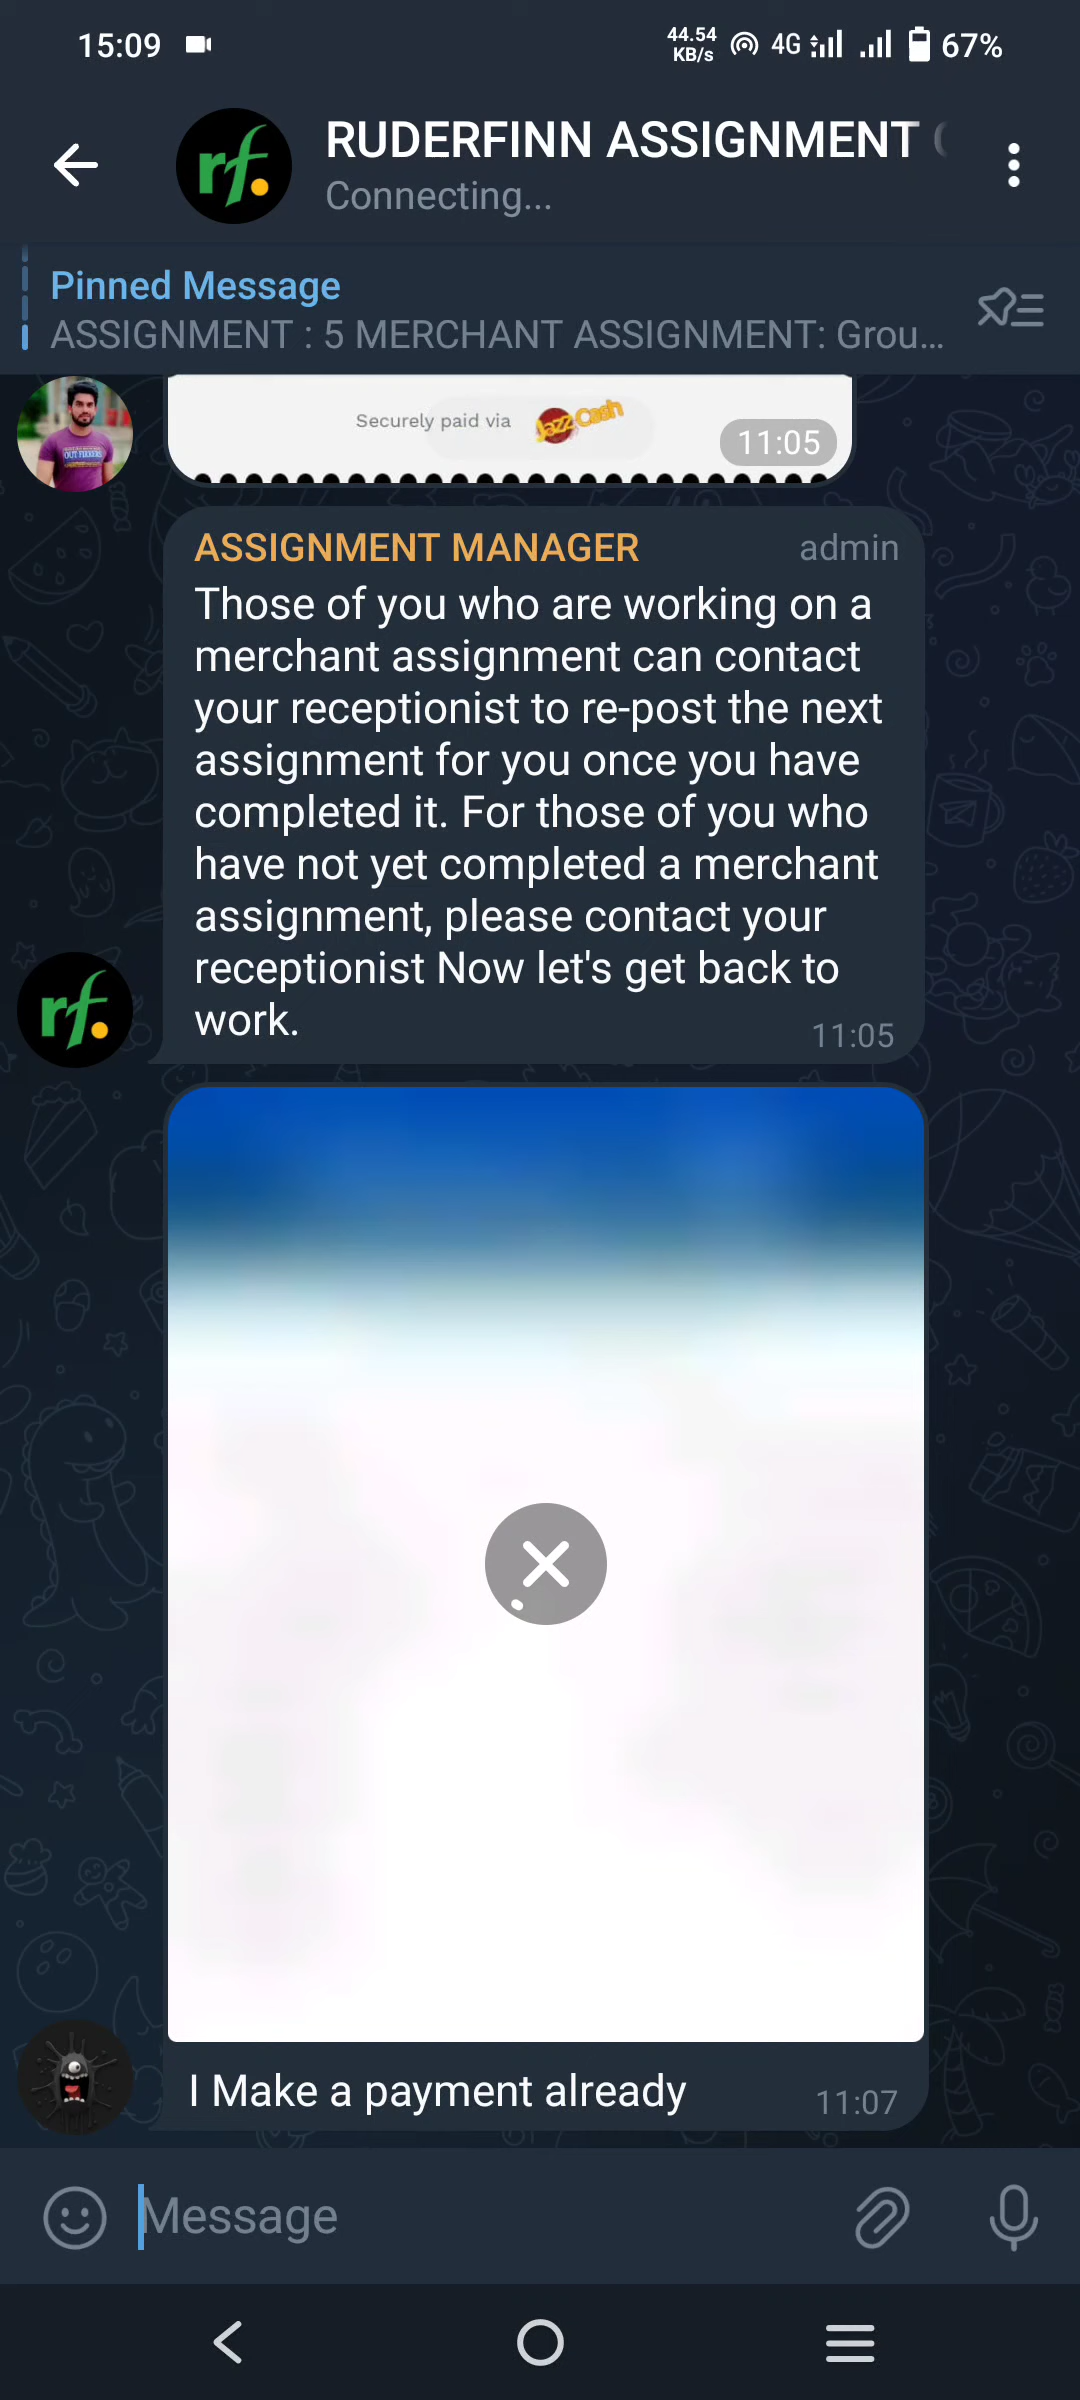 15:09
44.54
KB/s
4G
67%
rf.
RUDERFINN ASSIGNMENT (
Connecting...
Pinned Message
ASSIGNMENT : 5 MERCHANT ASSIGNMENT: Grou...
OUT FIRRERS
Securely paid via
JazzCash
11:05
ASSIGNMENT MANAGER
admin
Those of you who are working on a
merchant assignment can contact
your receptionist to re-post the next
assignment for you once you have
completed it. For those of you who
have not yet completed a merchant
assignment, please contact your
receptionist Now let's get back to
work.
rf.
11:05
I Make a payment already
11:07
Message